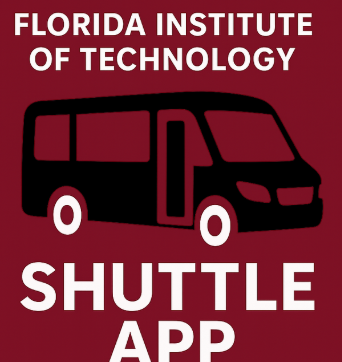 FLORIDA INSTITUTE
OF TECHNOLOGY
SHUTTLE
APP